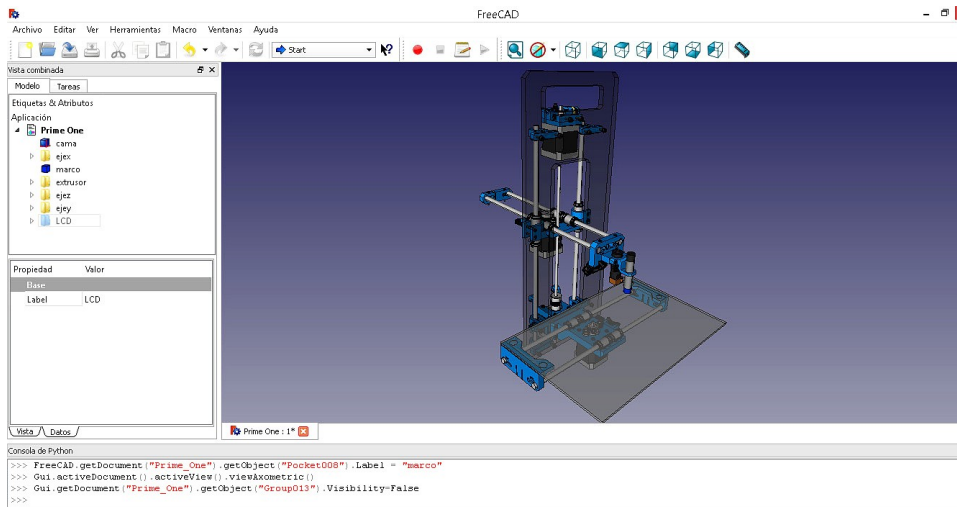 FreeCAD
Archivo Editar Ver Herramientas Macro Ventanas Ayuda
Start
Vista combinada
Modelo Tareas
Etiquetas & Atributos
Aplicación
Prime One
cama
ejex
marco
extrusor
ejez
ejey
LCD
Propiedad Valor
Base
Label LCD
Vista Datos
Prime One : 1*
Consola de Python
>>> FreeCAD.getDocument("Prime_One").getObject("Pocket008").Label = "marco"
>>> Gui.activeDocument().activeView().viewAxometric()
>>> Gui.getDocument("Prime_One").getObject("Group013").Visibility=False
>>>